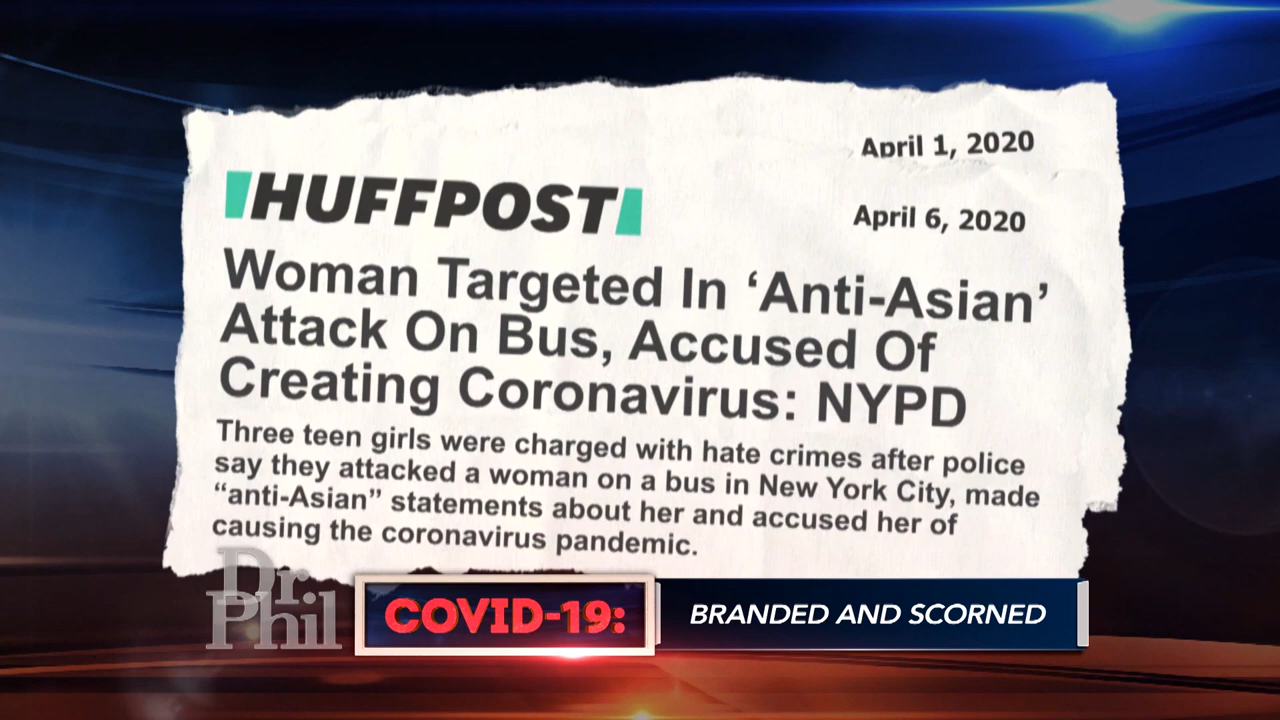 April 1, 2020
HUFFPOST
April 6, 2020
Woman Targeted In ‘Anti-Asian’
Attack On Bus, Accused Of
Creating Coronavirus: NYPD
Three teen girls were charged with hate crimes after police
say they attacked a woman on a bus in New York City, made
“anti-Asian” statements about her and accused her of
causing the coronavirus pandemic.
Dr.
Phil
COVID-19:
BRANDED AND SCORNED